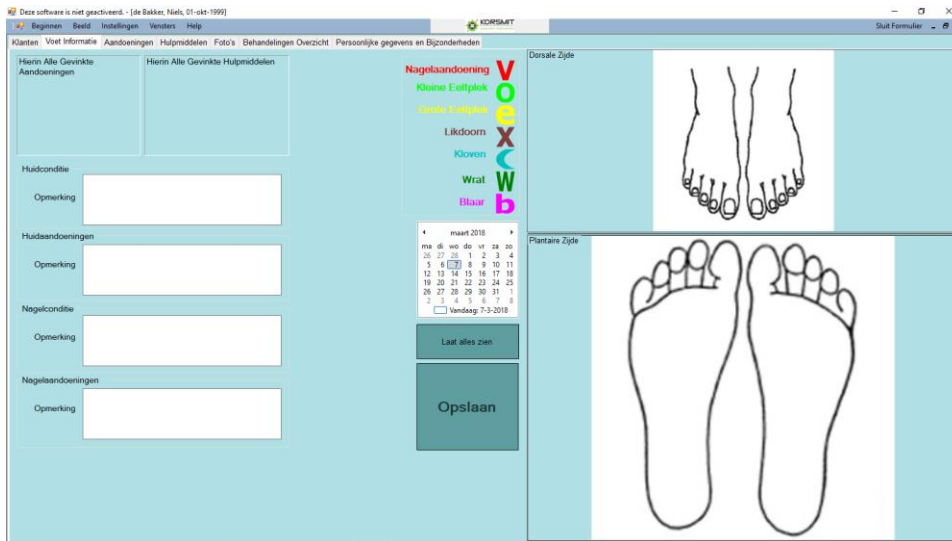 Deze software is niet geactiveerd. - [de Bakker, Niels, 01-okt-1999]
Beginnen Beeld Instellingen Vensters Help
KORSMIT
Sluit Formulier
Klanten Voet Informatie Aandoeningen Hulpmiddelen Foto's Behandelingen Overzicht Persoonlijke gegevens en Bijzonderheden
Hierin Alle Gevinkte
Aandoeningen
Hierin Alle Gevinkte Hulpmiddelen
Huidconditie
Opmerking
Huidaandoeningen
Opmerking
Nagelconditie
Opmerking
Nagelaandoeningen
Opmerking
Nagelaandoening V
Kleine Eeltplek o
Grote Eeltplek e
Likdoorn X
Kloven C
Wrat W
Blaar b
maart 2018
ma di wo do vr za zo
26 27 28 1 2 3 4
5 6 7 8 9 10 11
12 13 14 15 16 17 18
19 20 21 22 23 24 25
26 27 28 29 30 31 1
2 3 4 5 6 7 8
Vandaag: 7-3-2018
Laat alles zien
Opslaan
Dorsale Zijde
Plantaire Zijde